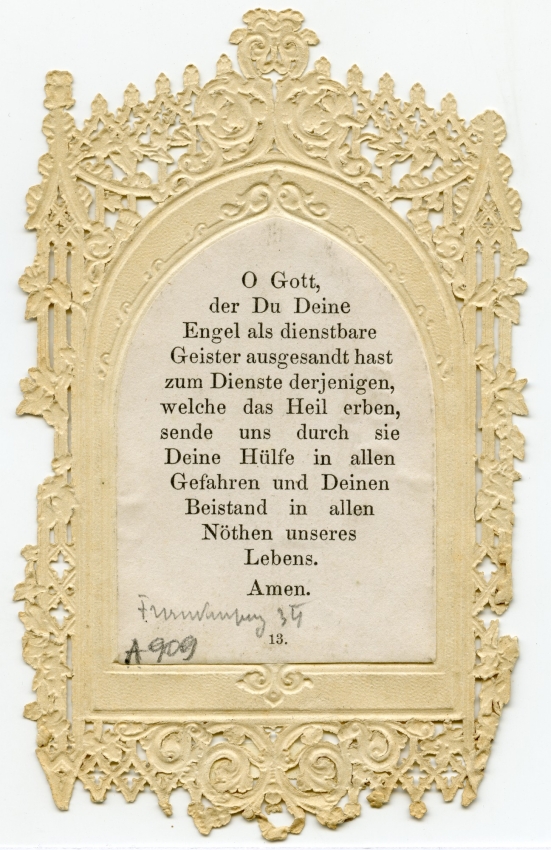 O Gott,
der Du Deine
Engel als dienstbare
Geister ausgesandt hast
zum Dienste derjenigen,
welche das Heil erben,
sende uns durch sie
Deine Hülfe in allen
Gefahren und Deinen
Beistand in allen
Nöthen unseres
Lebens.
Amen.
13.
A 909